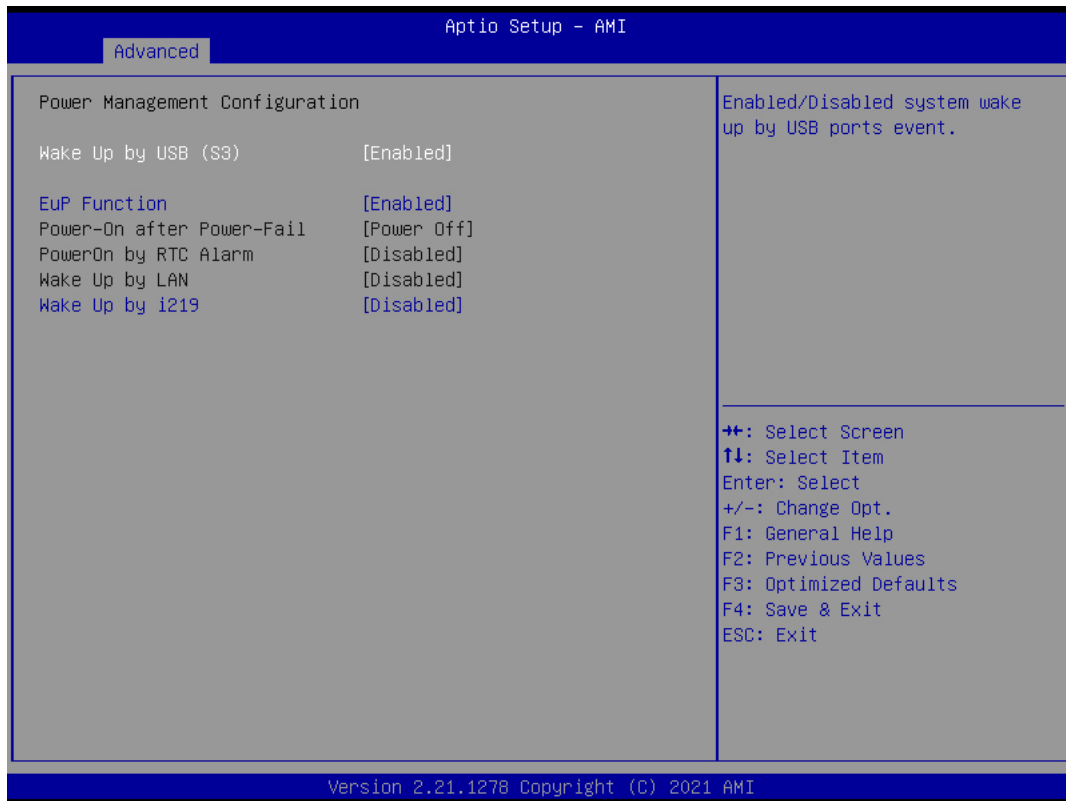 Aptio Setup – AMI
Advanced
Power Management Configuration
Wake Up by USB (S3) [Enabled]
EuP Function [Enabled]
Power-On after Power-Fail [Power Off]
PowerOn by RTC Alarm [Disabled]
Wake Up by LAN [Disabled]
Wake Up by i219 [Disabled]
Enabled/Disabled system wake
up by USB ports event.
→←: Select Screen
↑↓: Select Item
Enter: Select
+/-: Change Opt.
F1: General Help
F2: Previous Values
F3: Optimized Defaults
F4: Save & Exit
ESC: Exit
Version 2.21.1278 Copyright (C) 2021 AMI